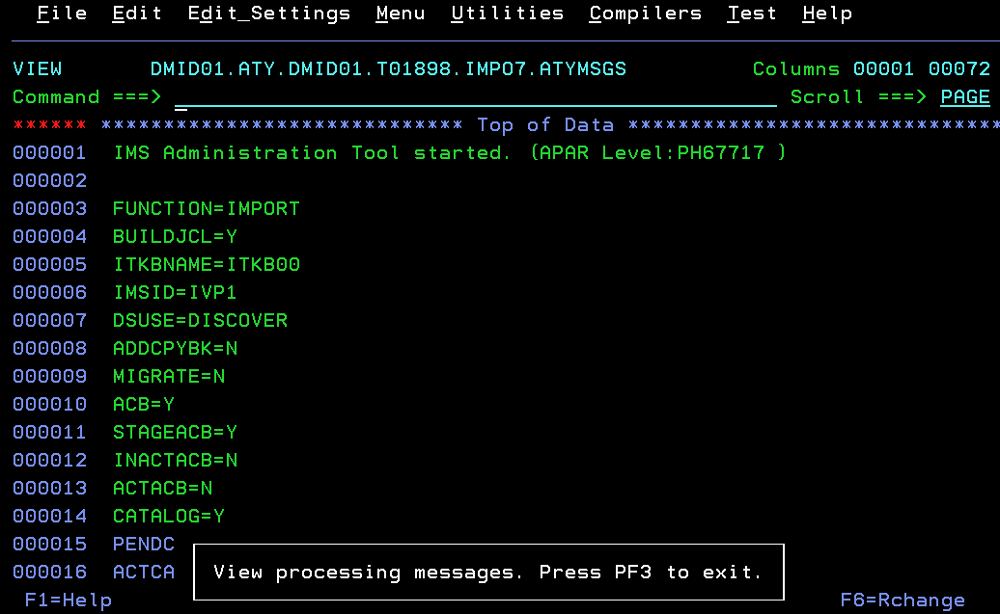 File Edit Edit_Settings Menu Utilities Compilers Test Help
VIEW DMID01.ATY.DMID01.T01898.IMPO7.ATYMSGS Columns 00001 00072
Command ===> Scroll ===> PAGE
****** ***************************** Top of Data ******************************
000001 IMS Administration Tool started. (APAR Level:PH67717 )
000002
000003 FUNCTION=IMPORT
000004 BUILDJCL=Y
000005 ITKBNAME=ITKB00
000006 IMSID=IVP1
000007 DSUSE=DISCOVER
000008 ADDCPYBK=N
000009 MIGRATE=N
000010 ACB=Y
000011 STAGEACB=Y
000012 INACTACB=N
000013 ACTACB=N
000014 CATALOG=Y
000015 PENDC
000016 ACTCA
View processing messages. Press PF3 to exit.
F1=Help F6=Rchange